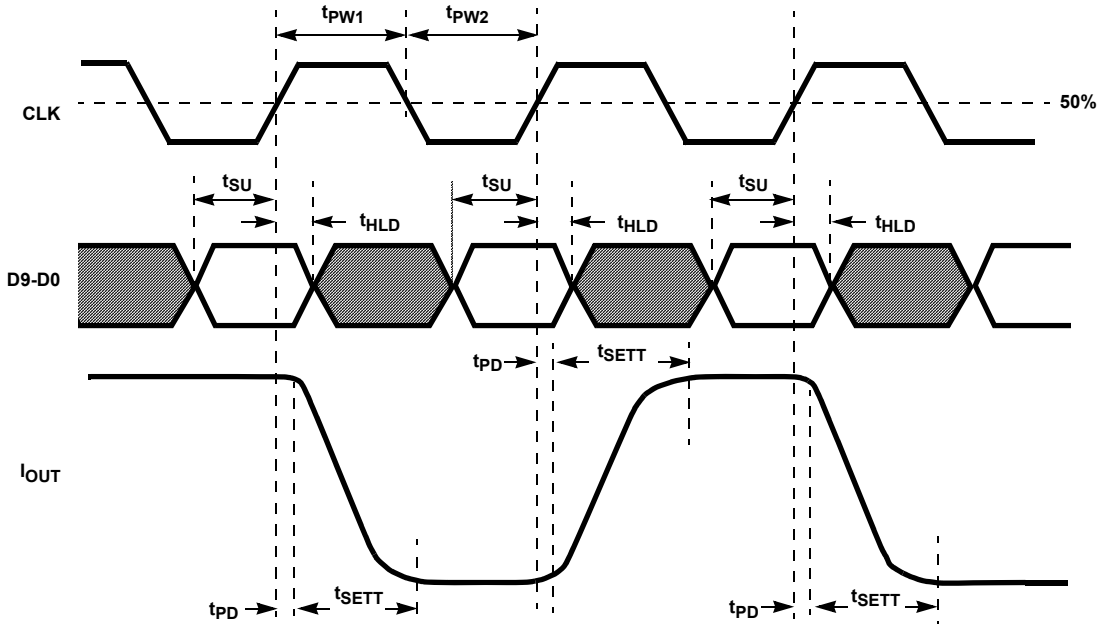 tPW1 tPW2
CLK
50%
tSU tSU tSU
tHLD tHLD tHLD
D9-D0
tPD tSETT
IOUT
tPD tSETT tPD tSETT